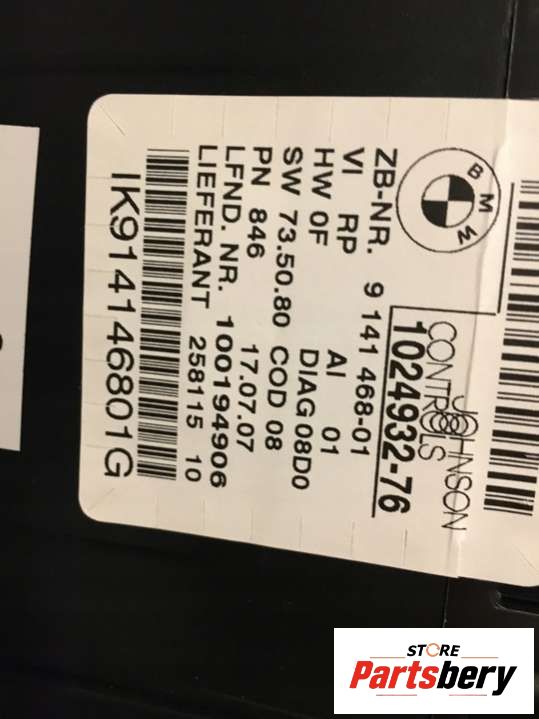 BMW
JOHNSON
CONTROLS
1024932-76
ZB-NR. 9 141 468-01
VI RP AI 01
HW 0F DIAG 08D0
SW 73.50.80 COD 08
PN 846 17.07.07
LFND. NR. 100194906
LIEFERANT 258115 10
IK914146801G
STORE
Partsbery